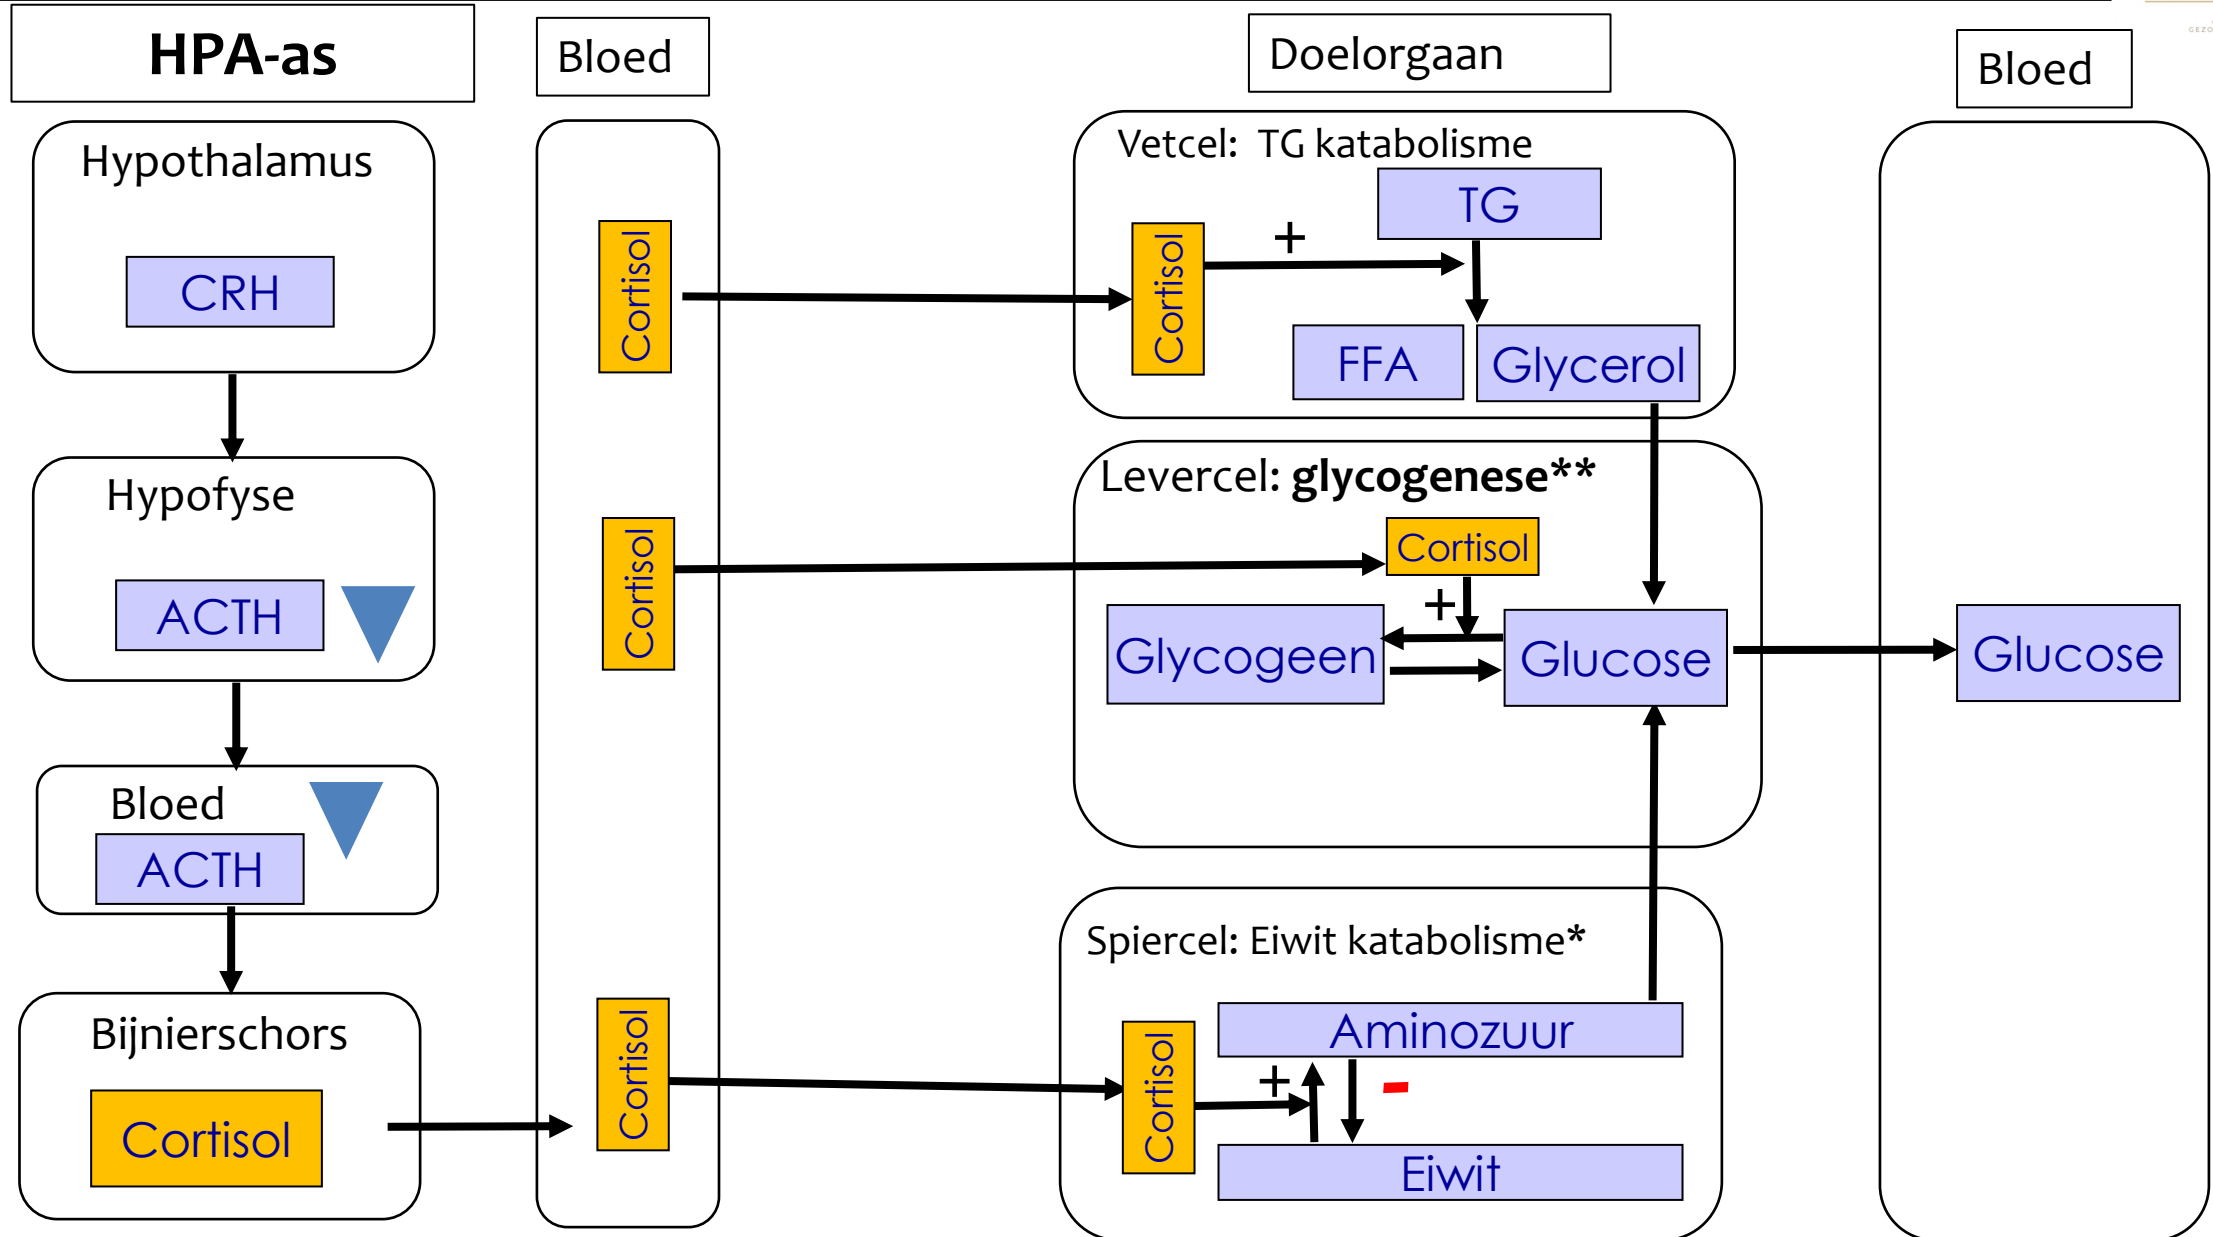 HPA-as
Bloed
Doelorgaan
Bloed
Hypothalamus
CRH
Hypofyse
ACTH
Bloed
ACTH
Bijnierschors
Cortisol
Cortisol
Cortisol
Cortisol
Vetcel: TG katabolisme
TG
+
Cortisol
FFA
Glycerol
Levercel: glycogenese**
Cortisol
+
Glycogeen
Glucose
Spiercel: Eiwit katabolisme*
Aminozuur
Cortisol
+
-
Eiwit
Glucose